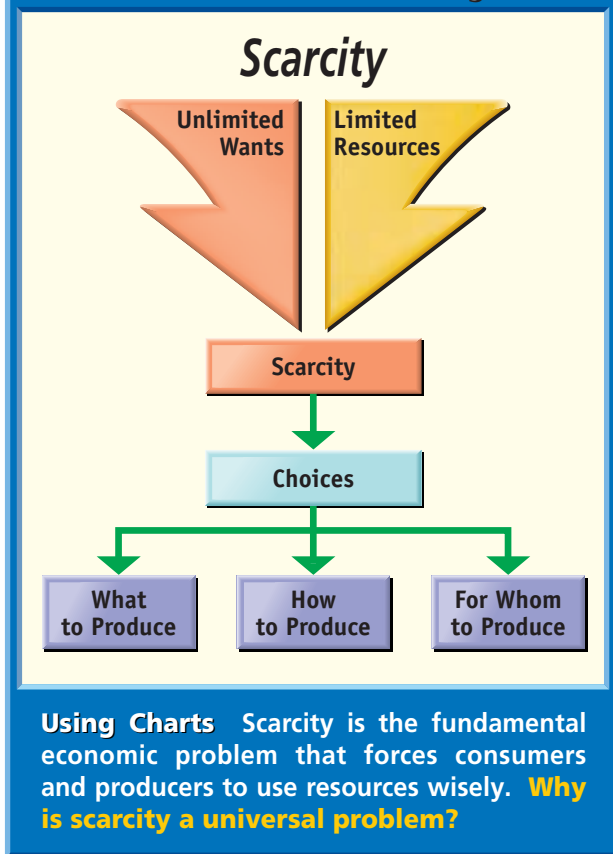 Scarcity
Unlimited
Wants
Limited
Resources
Scarcity
Choices
What
to Produce
How
to Produce
For Whom
to Produce
Using Charts Scarcity is the fundamental
economic problem that forces consumers
and producers to use resources wisely. Why
is scarcity a universal problem?